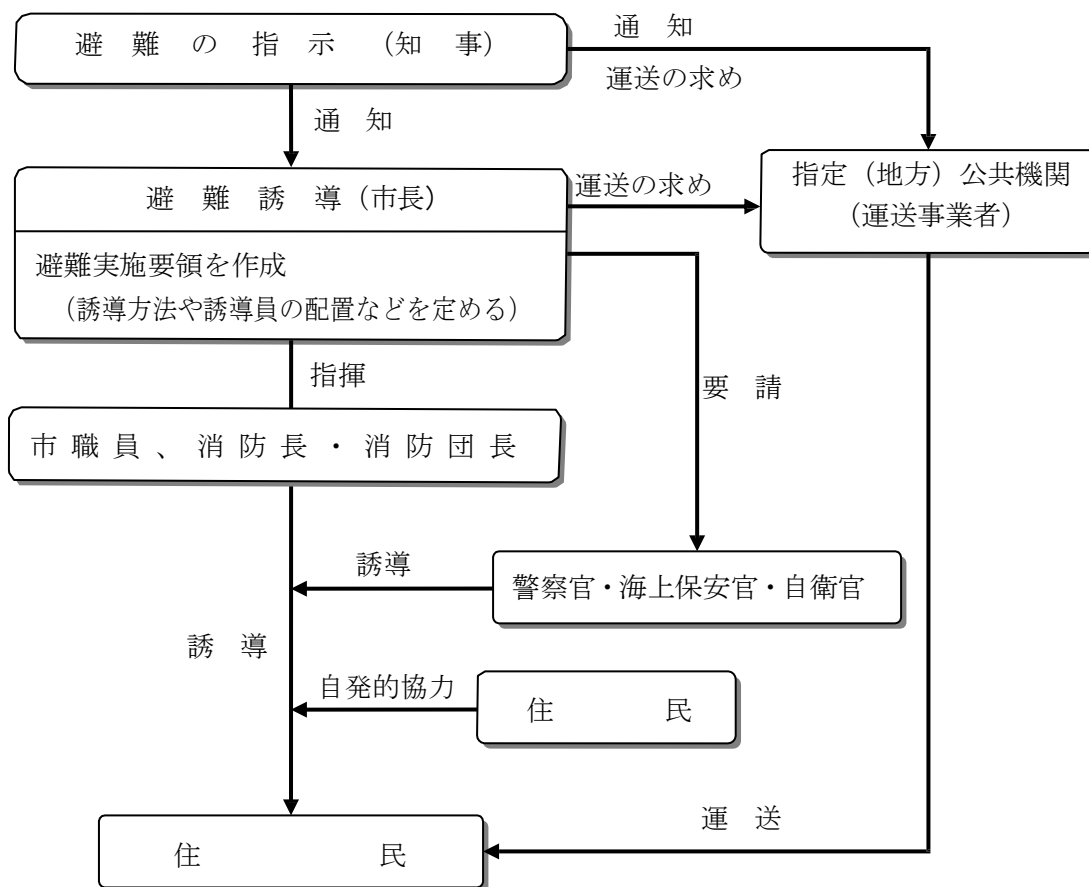 避難の指示（知事）
通知
運送の求め
通知
避難誘導（市長）
運送の求め
指定（地方）公共機関
（運送事業者）
避難実施要領を作成
（誘導方法や誘導員の配置などを定める）
指揮
要請
市職員、消防長・消防団長
誘導
警察官・海上保安官・自衛官
誘導
自発的協力
住民
運送
住民